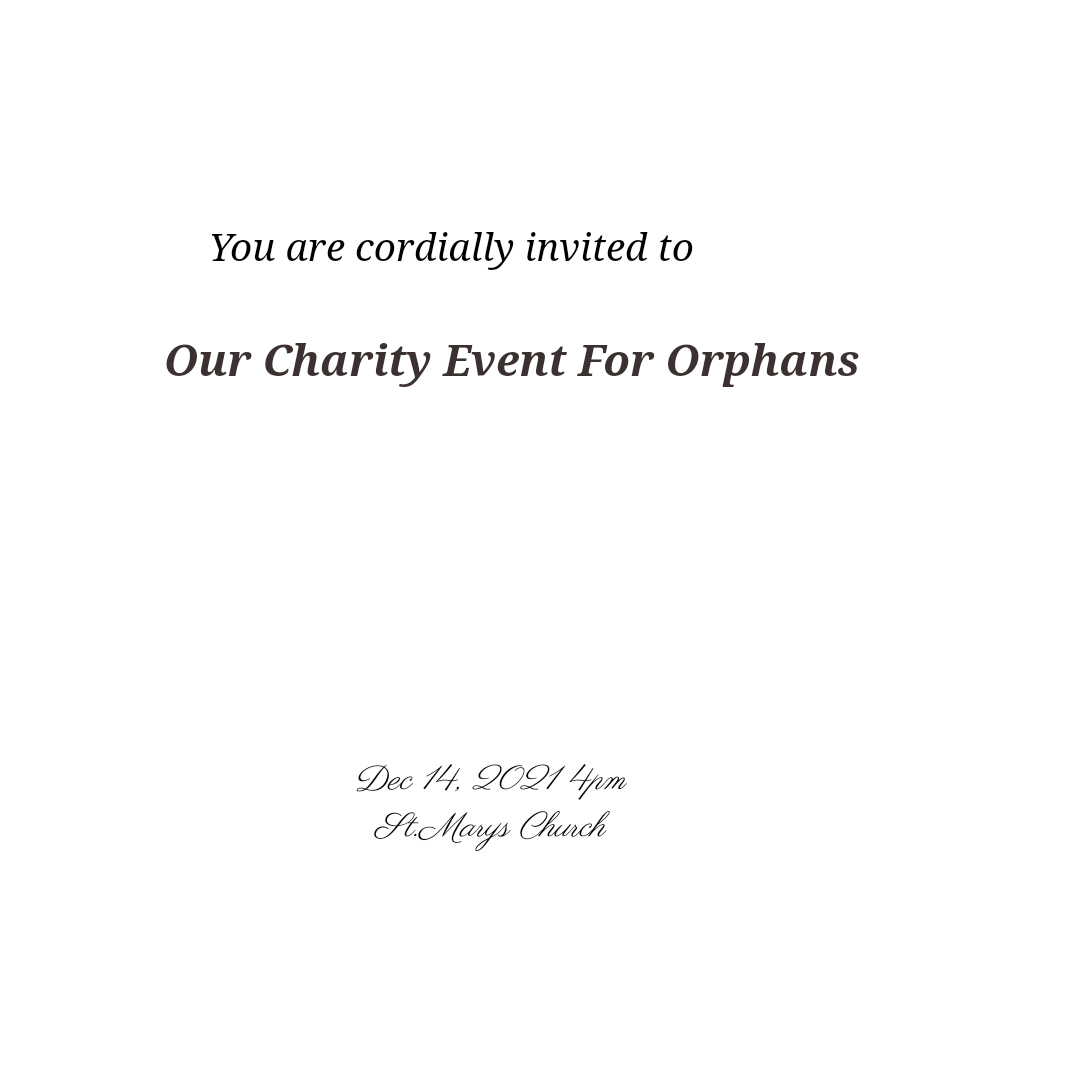 You are cordially invited to
Our Charity Event For Orphans
Dec 14, 2021 4pm
St.Marys Church